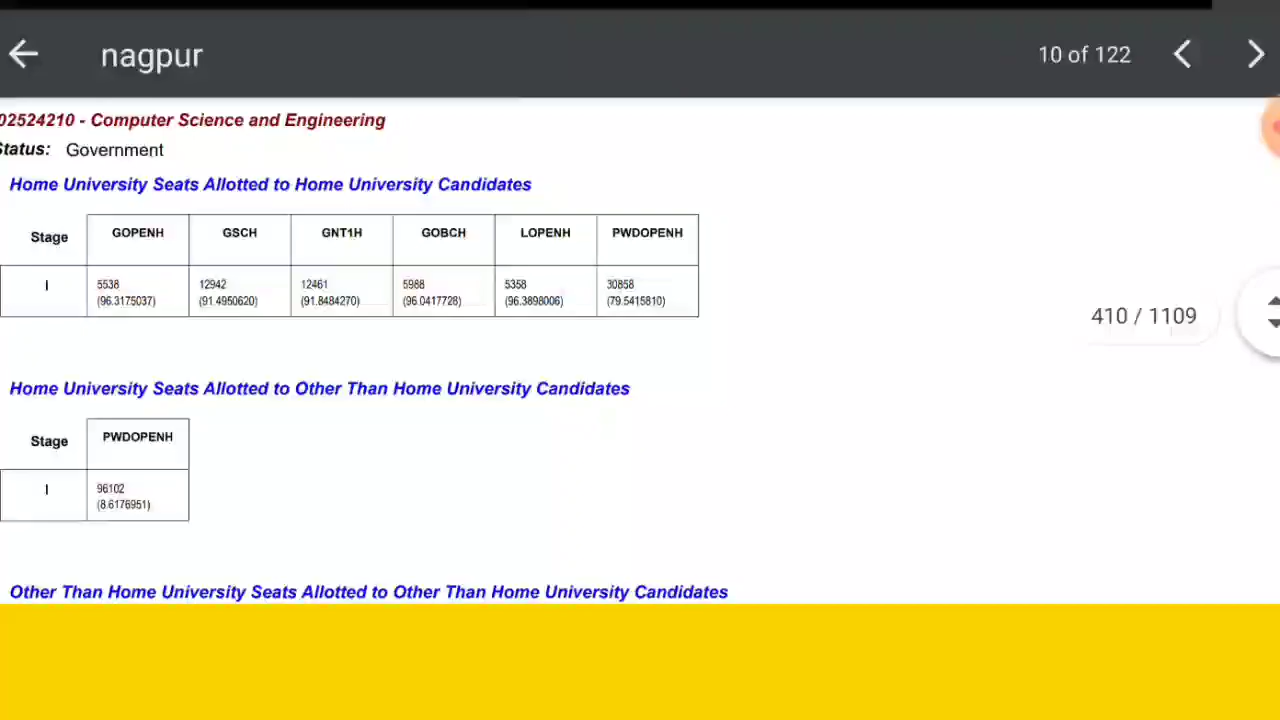 nagpur
10 of 122
02524210 - Computer Science and Engineering
Status: Government
Home University Seats Allotted to Home University Candidates
Stage GOPENH GSCH GNT1H GOBCH LOPENH PWDOPENH
I 5538 12942 12461 5988 5358 30858
(96.3175037) (91.4950620) (91.8484270) (96.0417728) (96.3898006) (79.5415810)
410 / 1109
Home University Seats Allotted to Other Than Home University Candidates
Stage PWDOPENH
I 96102
(8.6176951)
Other Than Home University Seats Allotted to Other Than Home University Candidates